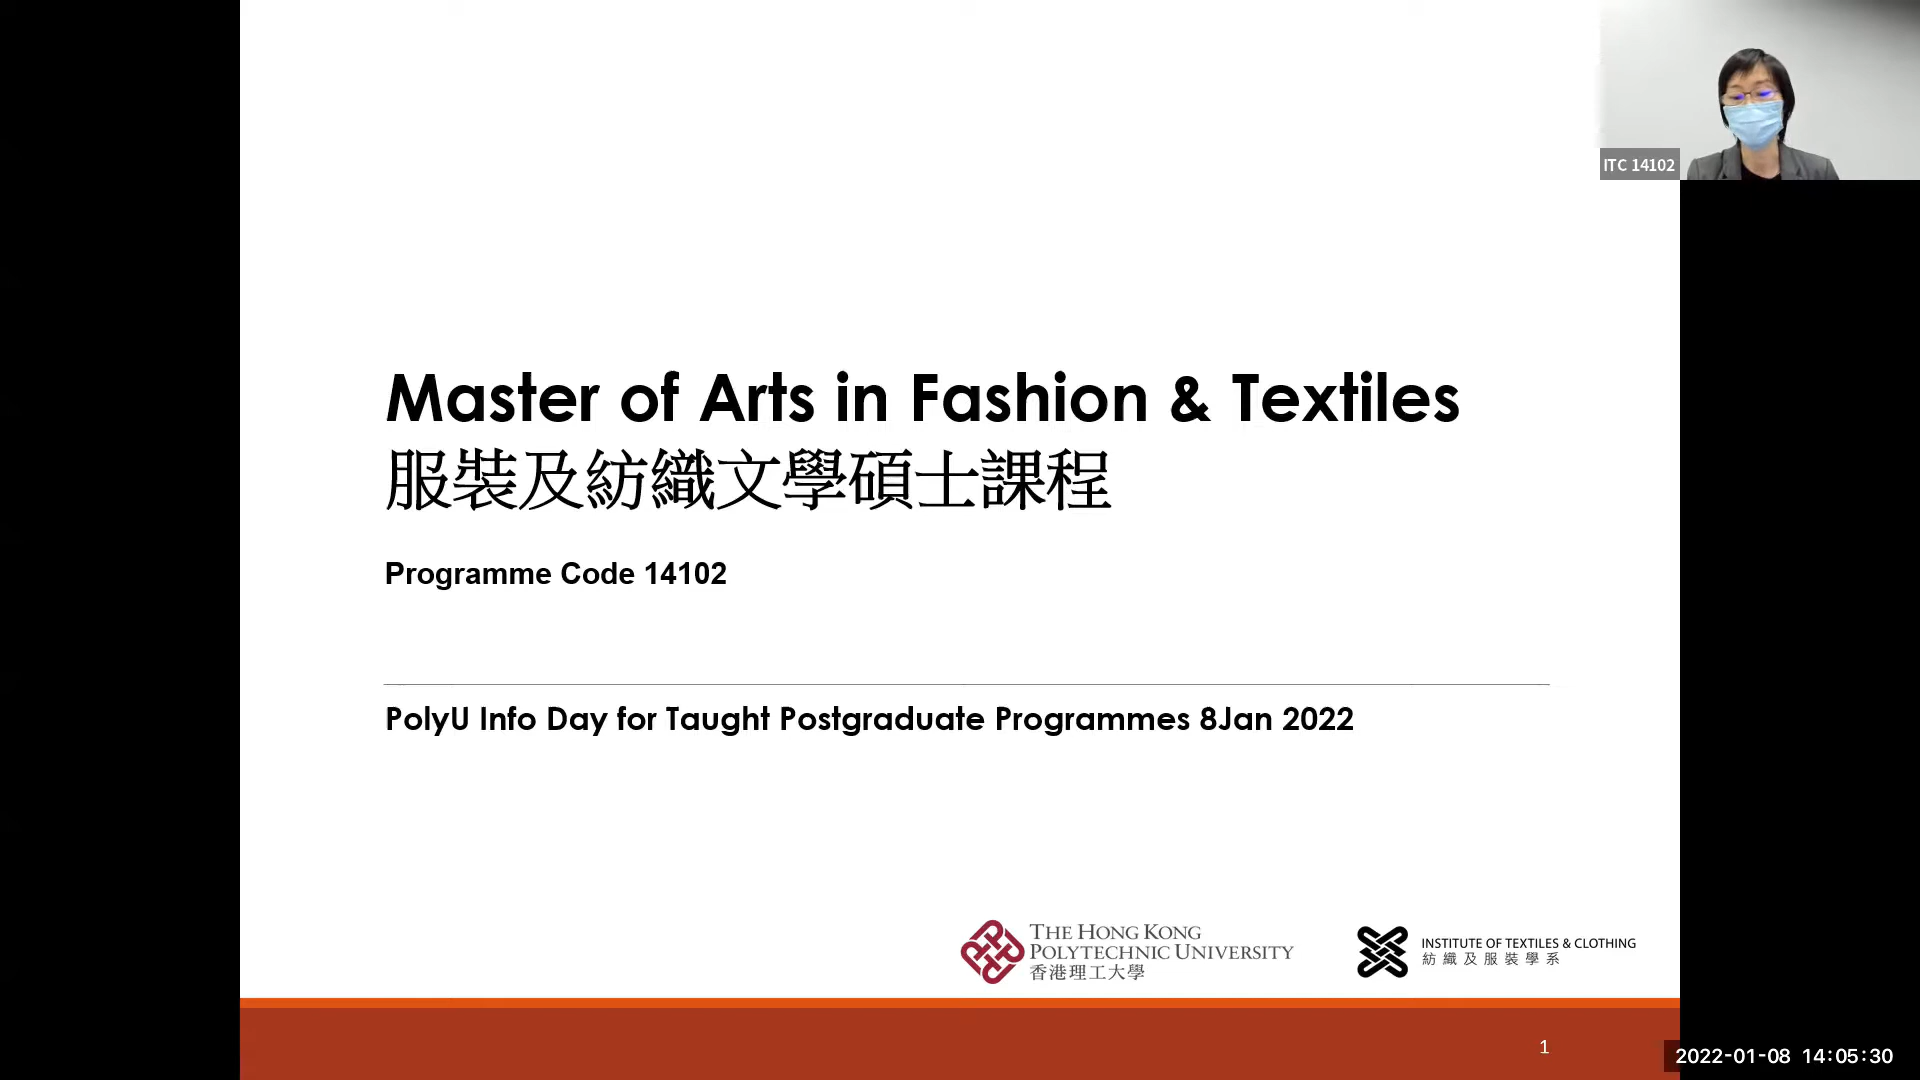 ITC 14102
Master of Arts in Fashion & Textiles
服裝及紡織文學碩士課程
Programme Code 14102
PolyU Info Day for Taught Postgraduate Programmes 8Jan 2022
THE HONG KONG
POLYTECHNIC UNIVERSITY
香港理工大學
INSTITUTE OF TEXTILES & CLOTHING
紡織及服裝學系
1
2022-01-08 14:05:30